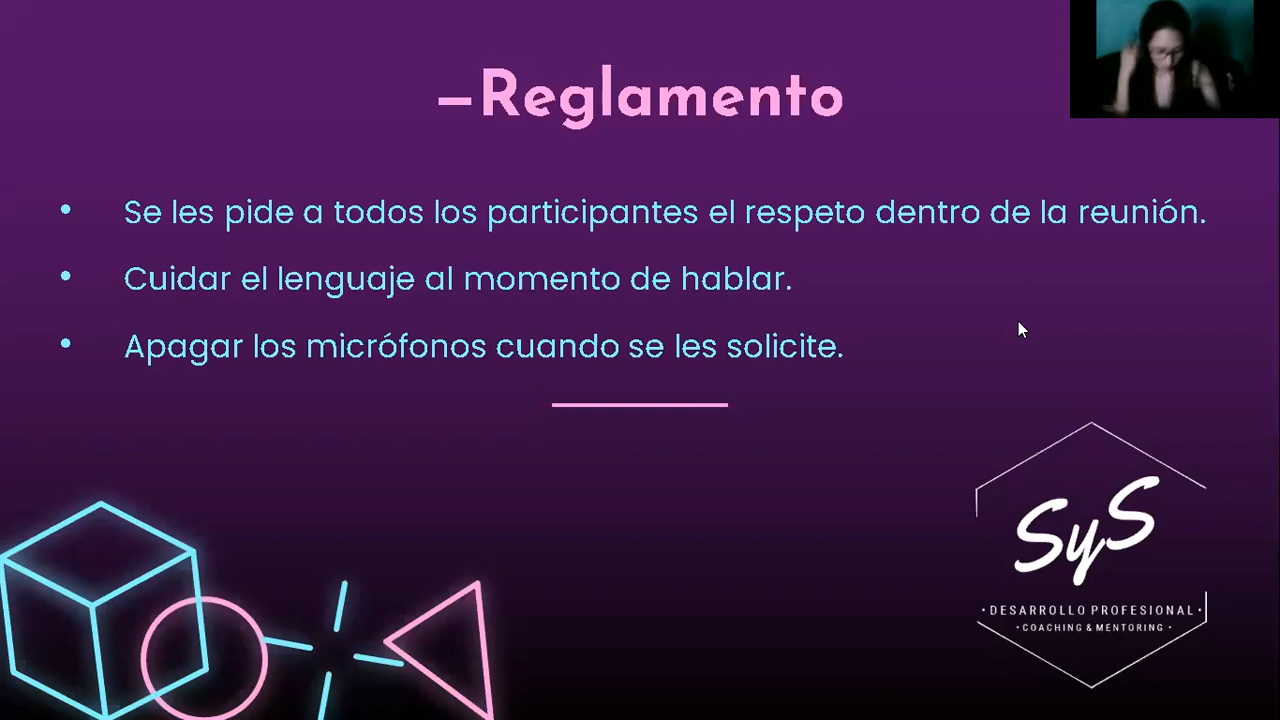 –Reglamento
• Se les pide a todos los participantes el respeto dentro de la reunión.
• Cuidar el lenguaje al momento de hablar.
• Apagar los micrófonos cuando se les solicite.
SyS
• DESARROLLO PROFESIONAL •
• COACHING & MENTORING •